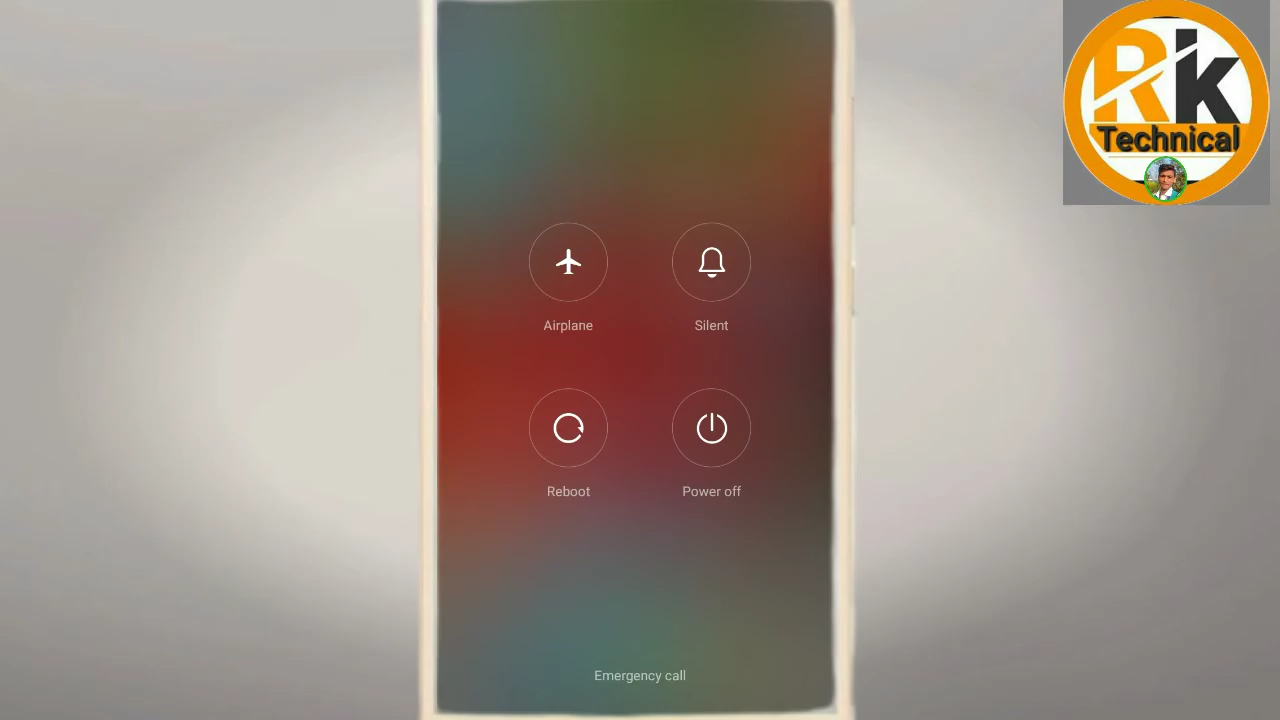 Rk
Technical
Airplane
Silent
Reboot
Power off
Emergency call